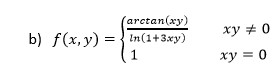 b) f(x, y) = { arctan(xy) / ln(1+3xy)    xy ≠ 0
1    xy = 0